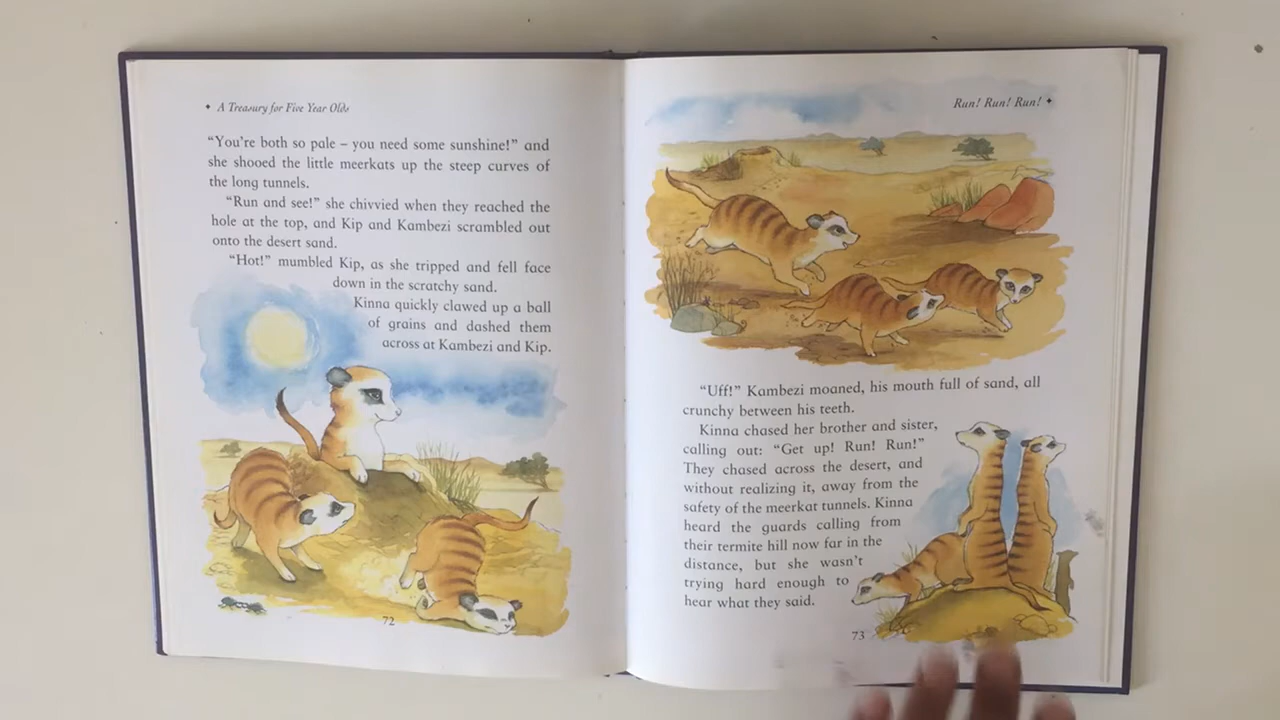 ✦ A Treasury for Five Year Olds
“You’re both so pale – you need some sunshine!” and
she shooed the little meerkats up the steep curves of
the long tunnels.
“Run and see!” she chivvied when they reached the
hole at the top, and Kip and Kambezi scrambled out
onto the desert sand.
“Hot!” mumbled Kip, as she tripped and fell face
down in the scratchy sand.
Kinna quickly clawed up a ball
of grains and dashed them
across at Kambezi and Kip.
72
Run! Run! Run! ✦
“Uff!” Kambezi moaned, his mouth full of sand, all
crunchy between his teeth.
Kinna chased her brother and sister,
calling out: “Get up! Run! Run!”
They chased across the desert, and
without realizing it, away from the
safety of the meerkat tunnels. Kinna
heard the guards calling from
their termite hill now far in the
distance, but she wasn’t
trying hard enough to
hear what they said.
73